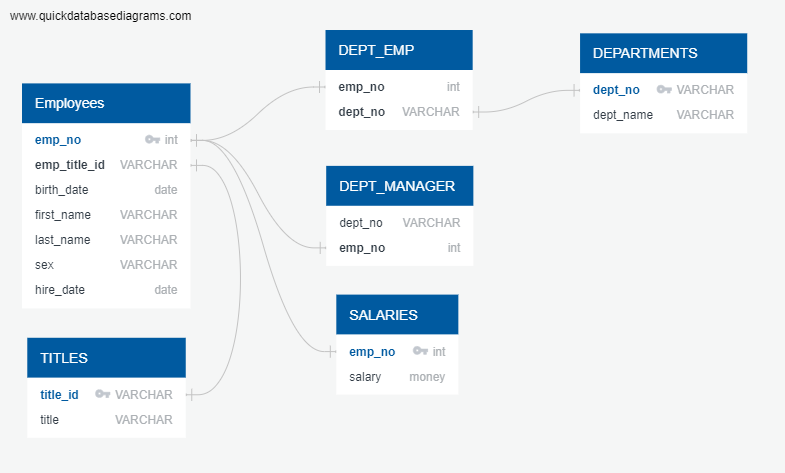 www.quickdatabasediagrams.com
Employees
emp_no int
emp_title_id VARCHAR
birth_date date
first_name VARCHAR
last_name VARCHAR
sex VARCHAR
hire_date date
TITLES
title_id VARCHAR
title VARCHAR
DEPT_EMP
emp_no int
dept_no VARCHAR
DEPT_MANAGER
dept_no VARCHAR
emp_no int
SALARIES
emp_no int
salary money
DEPARTMENTS
dept_no VARCHAR
dept_name VARCHAR